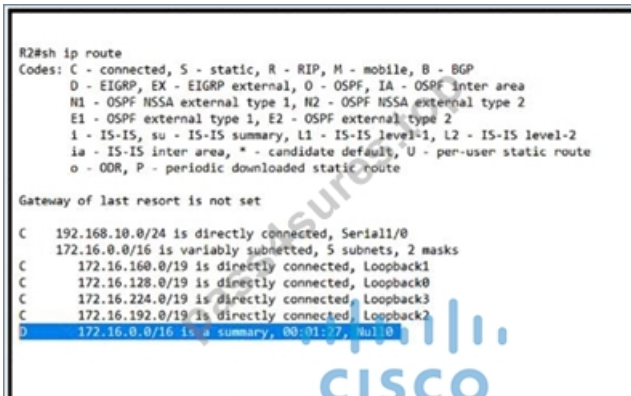 R2#sh ip route
Codes: C - connected, S - static, R - RIP, M - mobile, B - BGP
D - EIGRP, EX - EIGRP external, O - OSPF, IA - OSPF inter area
N1 - OSPF NSSA external type 1, N2 - OSPF NSSA external type 2
E1 - OSPF external type 1, E2 - OSPF external type 2
i - IS-IS, su - IS-IS summary, L1 - IS-IS level-1, L2 - IS-IS level-2
ia - IS-IS inter area, * - candidate default, U - per-user static route
o - ODR, P - periodic downloaded static route
Gateway of last resort is not set
C 192.168.10.0/24 is directly connected, Serial1/0
172.16.0.0/16 is variably subnetted, 5 subnets, 2 masks
C 172.16.160.0/19 is directly connected, Loopback1
C 172.16.128.0/19 is directly connected, Loopback0
C 172.16.224.0/19 is directly connected, Loopback3
C 172.16.192.0/19 is directly connected, Loopback2
D 172.16.0.0/16 is a summary, 00:01:27, Null0
pass4sures.top
CISCO